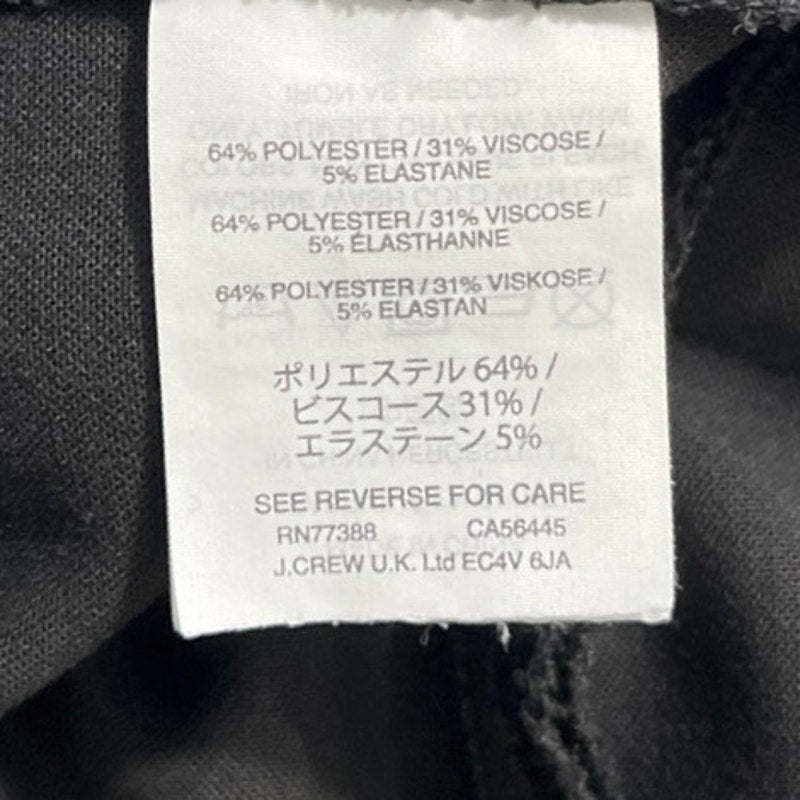 64% POLYESTER / 31% VISCOSE /
5% ELASTANE
64% POLYESTER / 31% VISCOSE /
5% ÉLASTHANNE
64% POLYESTER / 31% VISKOSE /
5% ELASTAN
ポリエステル 64% /
ビスコース 31% /
エラステーン 5%
SEE REVERSE FOR CARE
RN77388 CA56445
J.CREW U.K. Ltd EC4V 6JA